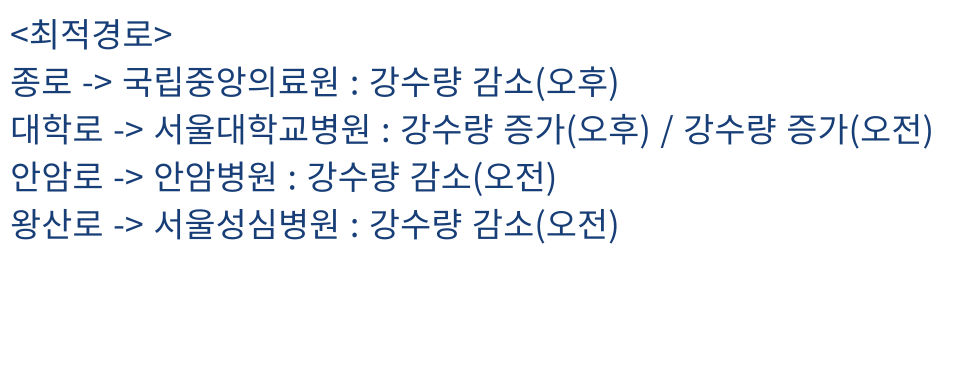 <최적경로>
종로 -> 국립중앙의료원 : 강수량 감소(오후)
대학로 -> 서울대학교병원 : 강수량 증가(오후) / 강수량 증가(오전)
안암로 -> 안암병원 : 강수량 감소(오전)
왕산로 -> 서울성심병원 : 강수량 감소(오전)